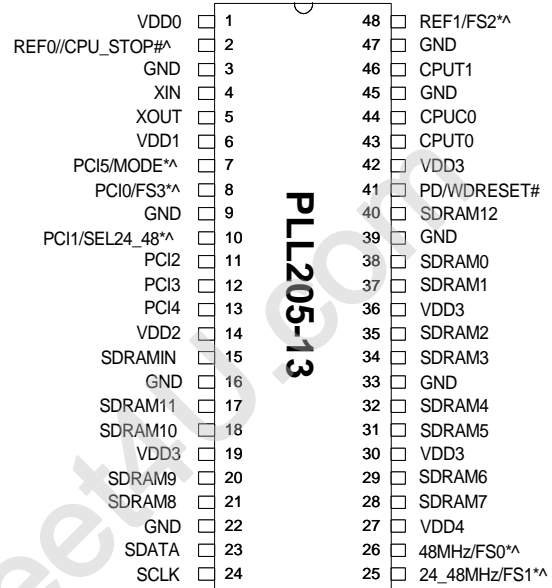 VDD0 1 48 REF1/FS2*^
REF0//CPU_STOP#^ 2 47 GND
GND 3 46 CPUT1
XIN 4 45 GND
XOUT 5 44 CPUC0
VDD1 6 43 CPUT0
PCI5/MODE*^ 7 42 VDD3
PCI0/FS3*^ 8 41 PD/WDRESET#
GND 9 40 SDRAM12
PCI1/SEL24_48*^ 10 39 GND
PCI2 11 38 SDRAM0
PCI3 12 37 SDRAM1
PCI4 13 36 VDD3
VDD2 14 35 SDRAM2
SDRAMIN 15 34 SDRAM3
GND 16 33 GND
SDRAM11 17 32 SDRAM4
SDRAM10 18 31 SDRAM5
VDD3 19 30 VDD3
SDRAM9 20 29 SDRAM6
SDRAM8 21 28 SDRAM7
GND 22 27 VDD4
SDATA 23 26 48MHz/FS0*^
SCLK 24 25 24_48MHz/FS1*^
PLL205-13
eet4U.com